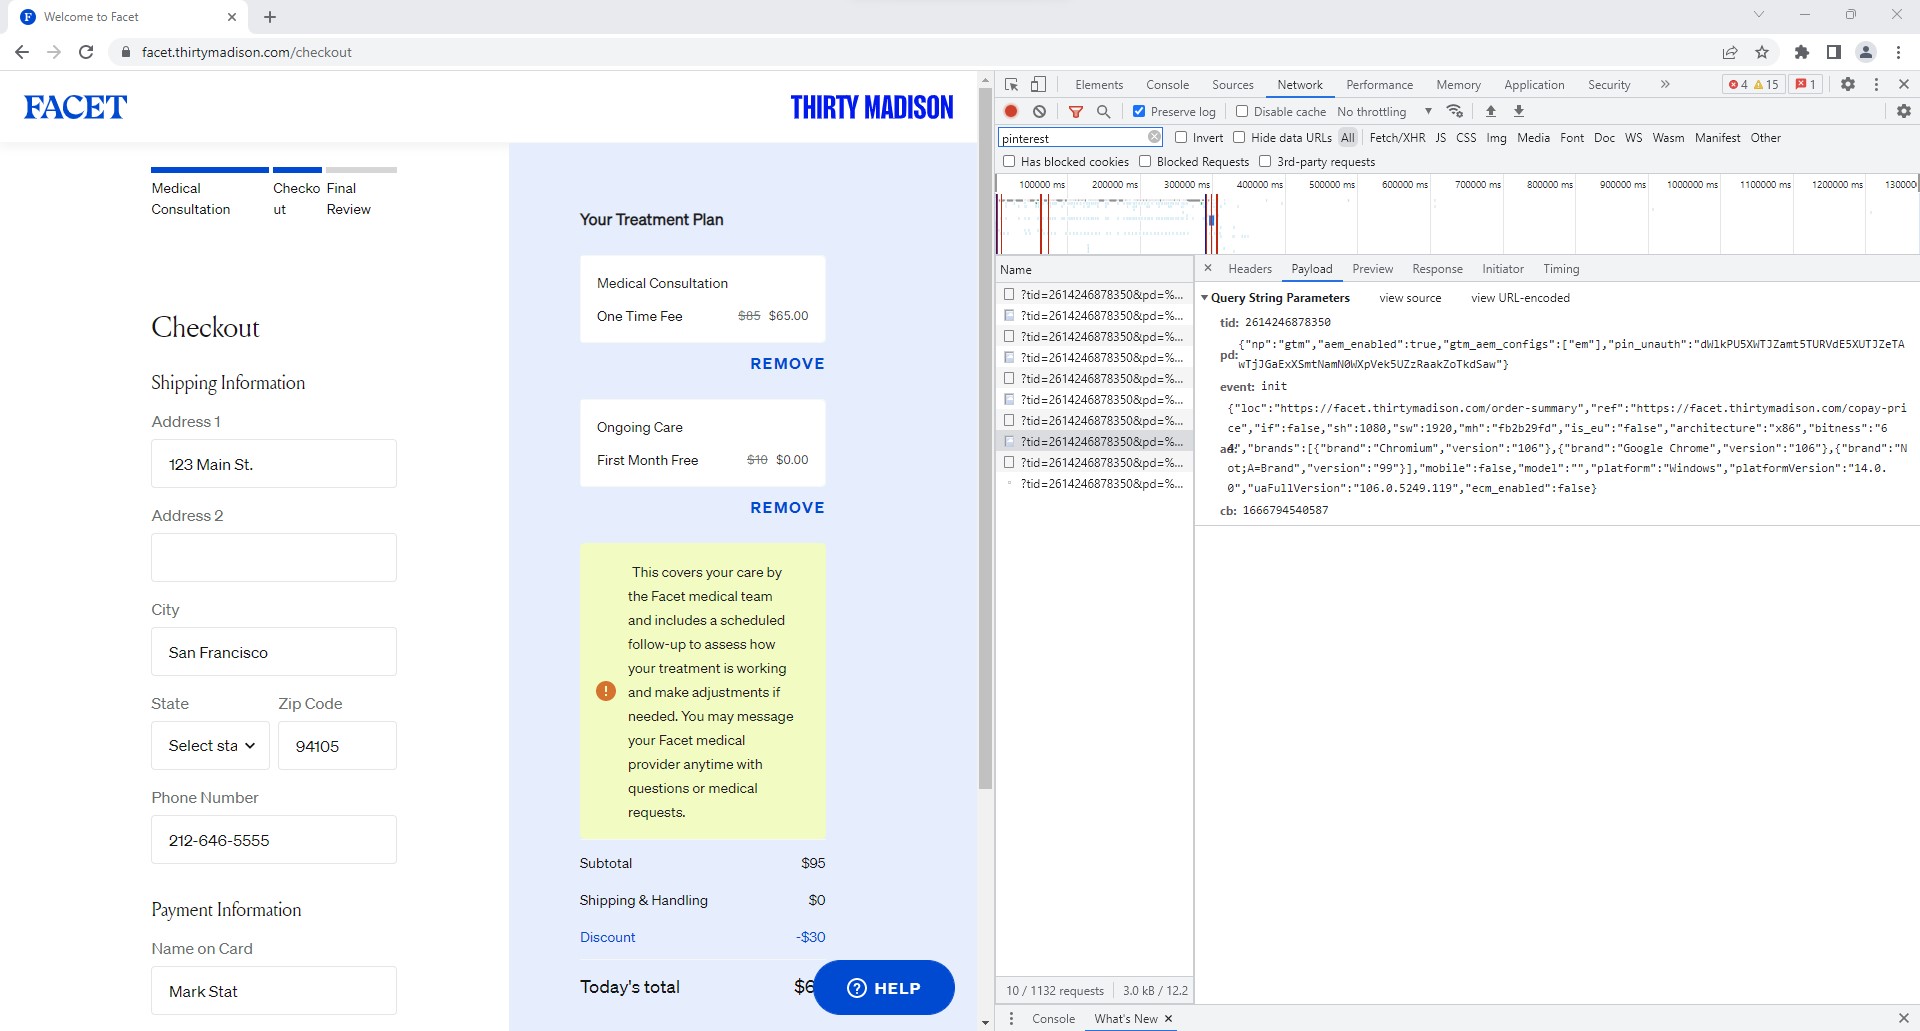 Welcome to Facet
facet.thirtymadison.com/checkout
FACET
THIRTY MADISON
Medical Consultation
Checkout
Final Review
Checkout
Shipping Information
Address 1
123 Main St.
Address 2
City
San Francisco
State
Zip Code
Select sta
94105
Phone Number
212-646-5555
Payment Information
Name on Card
Mark Stat
Your Treatment Plan
Medical Consultation
One Time Fee $85 $65.00
REMOVE
Ongoing Care
First Month Free $10 $0.00
REMOVE
This covers your care by
the Facet medical team
and includes a scheduled
follow-up to assess how
your treatment is working
and make adjustments if
needed. You may message
your Facet medical
provider anytime with
questions or medical
requests.
Subtotal $95
Shipping & Handling $0
Discount -$30
Today's total $6
HELP
Elements Console Sources Network Performance Memory Application Security » 4 15 1
Preserve log Disable cache No throttling
pinterest Invert Hide data URLs All Fetch/XHR JS CSS Img Media Font Doc WS Wasm Manifest Other
Has blocked cookies Blocked Requests 3rd-party requests
100000 ms 200000 ms 300000 ms 400000 ms 500000 ms 600000 ms 700000 ms 800000 ms 900000 ms 1000000 ms 1100000 ms 1200000 ms 130000
Name
?tid=2614246878350&pd=%...
?tid=2614246878350&pd=%...
?tid=2614246878350&pd=%...
?tid=2614246878350&pd=%...
?tid=2614246878350&pd=%...
?tid=2614246878350&pd=%...
?tid=2614246878350&pd=%...
?tid=2614246878350&pd=%...
?tid=2614246878350&pd=%...
?tid=2614246878350&pd=%...
Headers Payload Preview Response Initiator Timing
Query String Parameters view source view URL-encoded
tid: 2614246878350
pd: {"np":"gtm","aem_enabled":true,"gtm_aem_configs":["em"],"pin_unauth":"dWlkPU5XWTJZamt5TURVdE5XUTJZeTA
wTjJGaExXSmtNamN0WXpVek5UZzRaakZoTkdSaw"}
event: init
ad: {"loc":"https://facet.thirtymadison.com/order-summary","ref":"https://facet.thirtymadison.com/copay-pri
ce","if":false,"sh":1080,"sw":1920,"mh":"fb2b29fd","is_eu":"false","architecture":"x86","bitness":"6
4","brands":[{"brand":"Chromium","version":"106"},{"brand":"Google Chrome","version":"106"},{"brand":"N
ot;A=Brand","version":"99"}],"mobile":false,"model":"","platform":"Windows","platformVersion":"14.0.
0","uaFullVersion":"106.0.5249.119","ecm_enabled":false}
cb: 1666794540587
10 / 1132 requests 3.0 kB / 12.2
Console What's New